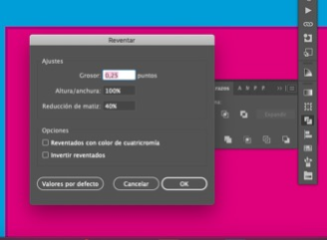 Reventar
Ajustes
Grosor: 0,25 puntos
Altura/anchura: 100%
Reducción de matiz: 40%
Opciones
Reventados con color de cuatricromía
Invertir reventados
Valores por defecto Cancelar OK